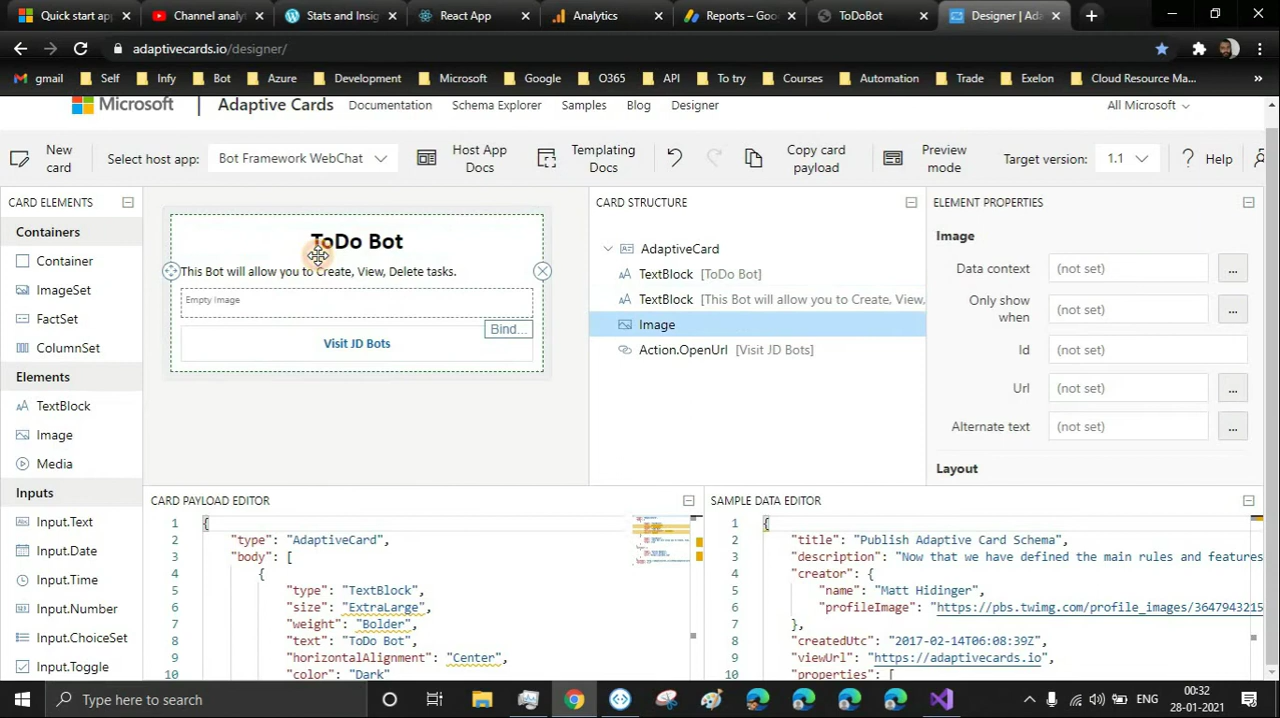 Quick start app
Channel analy
Stats and Insig
React App
Analytics
Reports – Goo
ToDoBot
Designer | Ada
adaptivecards.io/designer/
gmail
Self
Infy
Bot
Azure
Development
Microsoft
Google
O365
API
To try
Courses
Automation
Trade
Exelon
Cloud Resource Ma...
»
Microsoft | Adaptive Cards
Documentation
Schema Explorer
Samples
Blog
Designer
All Microsoft
New card
Select host app:
Bot Framework WebChat
Host App Docs
Templating Docs
Copy card payload
Preview mode
Target version:
1.1
Help
CARD ELEMENTS
Containers
Container
ImageSet
FactSet
ColumnSet
Elements
TextBlock
Image
Media
Inputs
Input.Text
Input.Date
Input.Time
Input.Number
Input.ChoiceSet
Input.Toggle
ToDo Bot
This Bot will allow you to Create, View, Delete tasks.
Empty Image
Bind...
Visit JD Bots
CARD STRUCTURE
AdaptiveCard
TextBlock [ToDo Bot]
TextBlock [This Bot will allow you to Create, View,
Image
Action.OpenUrl [Visit JD Bots]
ELEMENT PROPERTIES
Image
Data context (not set) ...
Only show when (not set) ...
Id (not set)
Url (not set) ...
Alternate text (not set) ...
Layout
CARD PAYLOAD EDITOR
1 {
2 "type": "AdaptiveCard",
3 "body": [
4 {
5 "type": "TextBlock",
6 "size": "ExtraLarge",
7 "weight": "Bolder",
8 "text": "ToDo Bot",
9 "horizontalAlignment": "Center",
10 "color": "Dark"
SAMPLE DATA EDITOR
1 {
2 "title": "Publish Adaptive Card Schema",
3 "description": "Now that we have defined the main rules and features
4 "creator": {
5 "name": "Matt Hidinger",
6 "profileImage": "https://pbs.twimg.com/profile_images/3647943215
7 },
8 "createdUtc": "2017-02-14T06:08:39Z",
9 "viewUrl": "https://adaptivecards.io",
10 "properties": [
Type here to search
ENG
00:32
28-01-2021